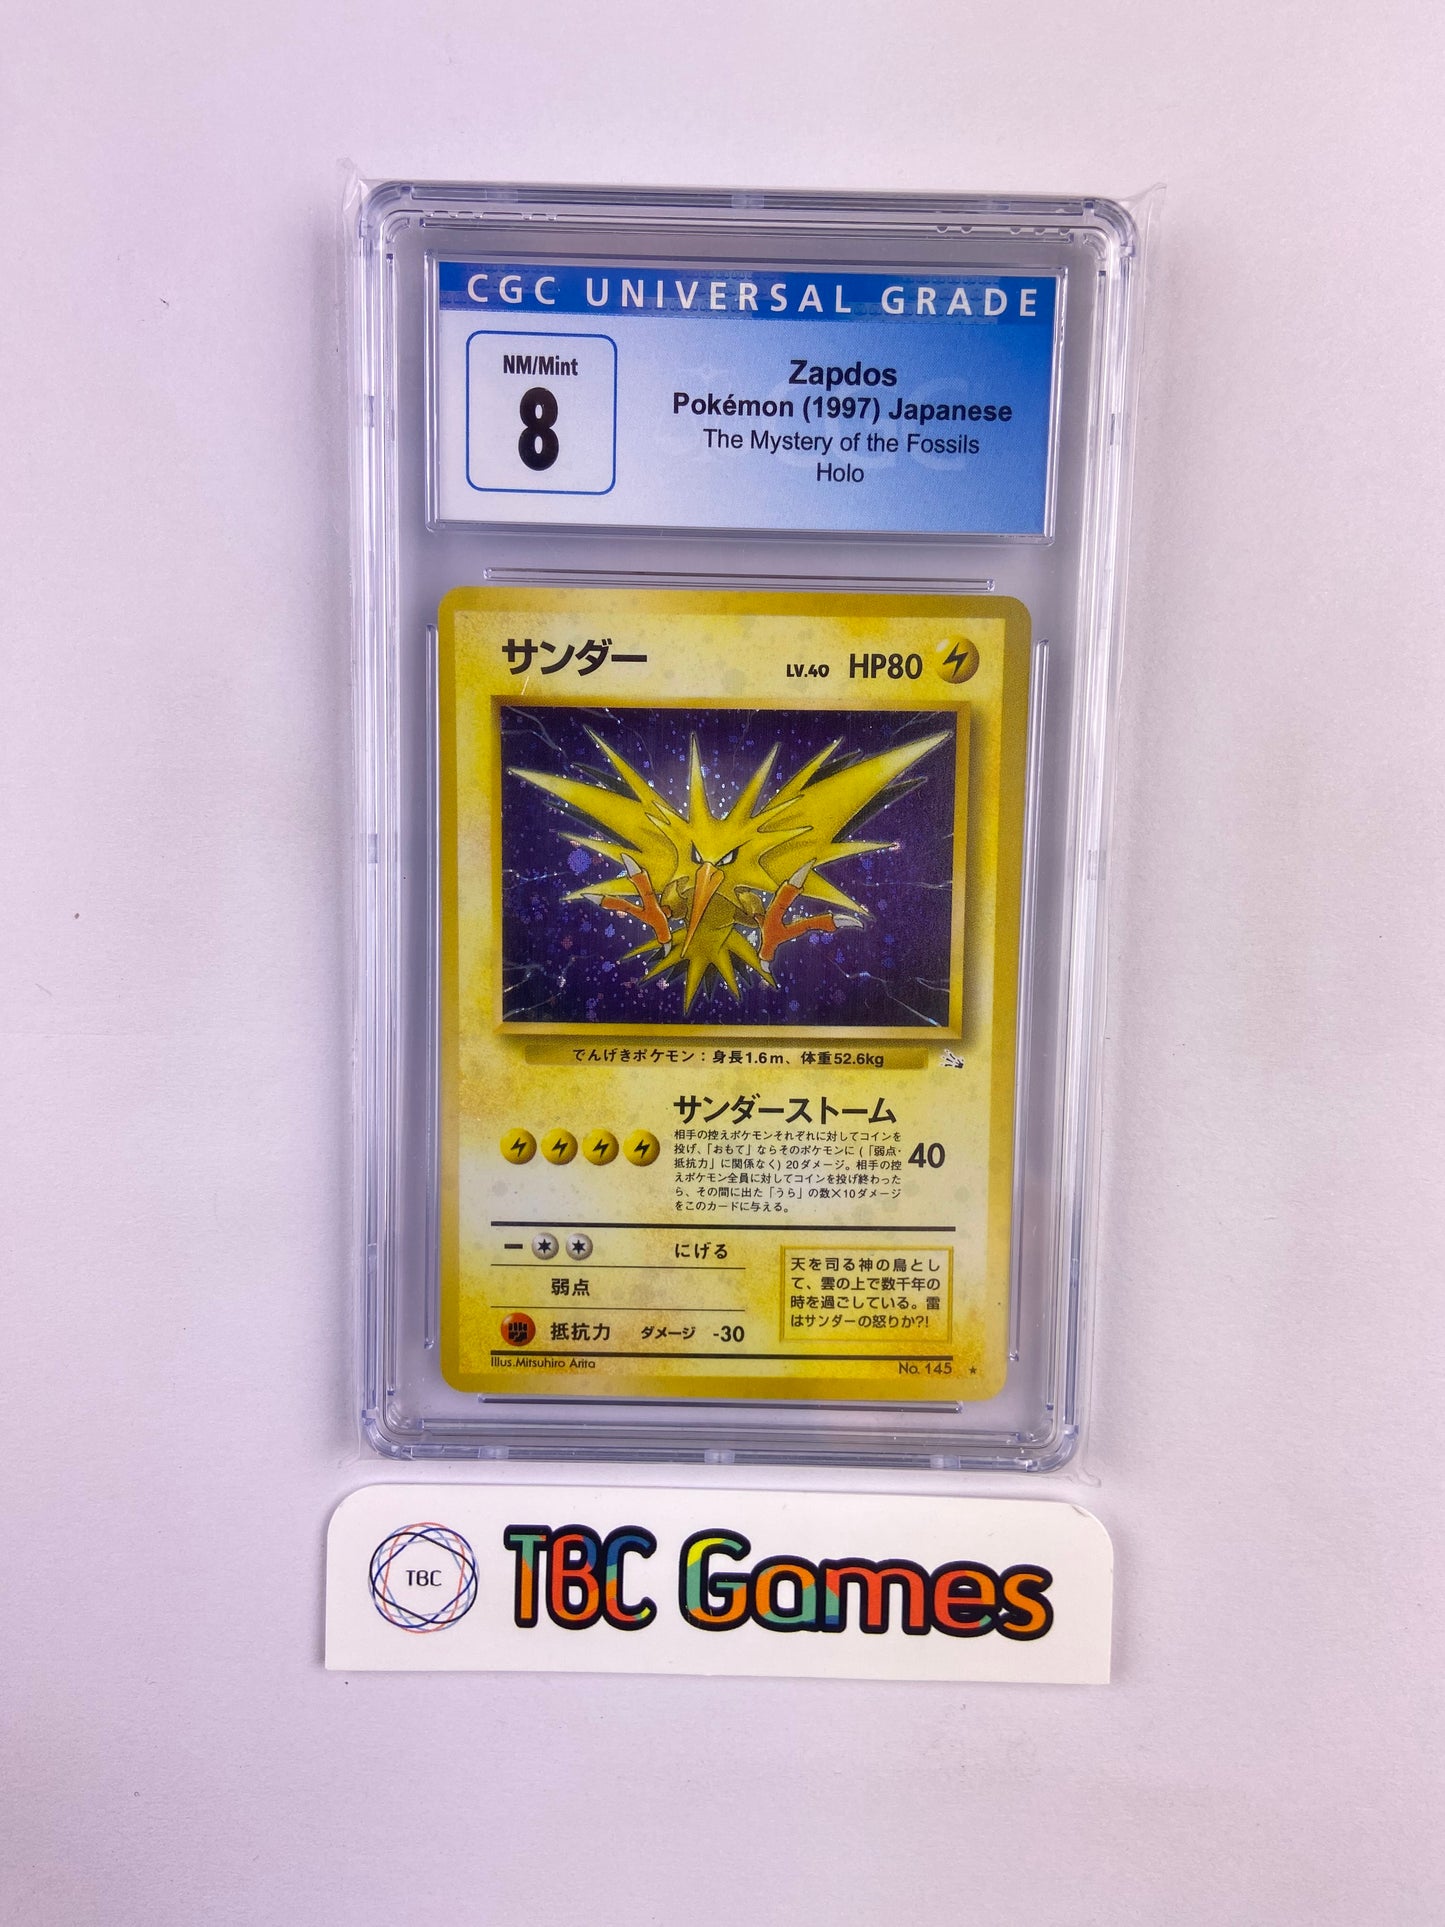 CGC UNIVERSAL GRADE
NM/Mint
8
Zapdos
Pokémon (1997) Japanese
The Mystery of the Fossils
Holo
サンダー
LV.40 HP80
でんげきポケモン：身長1.6m、体重52.6kg
サンダーストーム
相手の控えポケモンそれぞれに対してコインを
投げ、「おもて」ならそのポケモンに (「弱点・
抵抗力」に関係なく) 20ダメージ。相手の控
えポケモン全員に対してコインを投げ終わった
ら、その間に出た「うら」の数×10ダメージ
をこのカードに与える。
40
にげる
弱点
抵抗力 ダメージ -30
天を司る神の鳥とし
て、雲の上で数千年の
時を過ごしている。雷
はサンダーの怒りか?!
Illus.Mitsuhiro Arita
No. 145
TBC
TBC Games